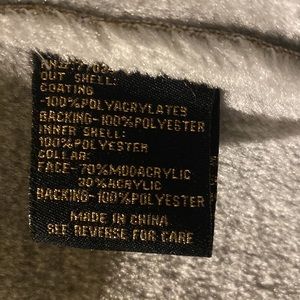 OUT SHELL:
COATING
-100%POLYACRYLATES
BACKING-100%POLYESTER
INNER SHELL:
100%POLYESTER
COLLAR:
FACE-70%MODACRYLIC
30%ACRYLIC
BACKING-100%POLYESTER
MADE IN CHINA
SEE REVERSE FOR CARE